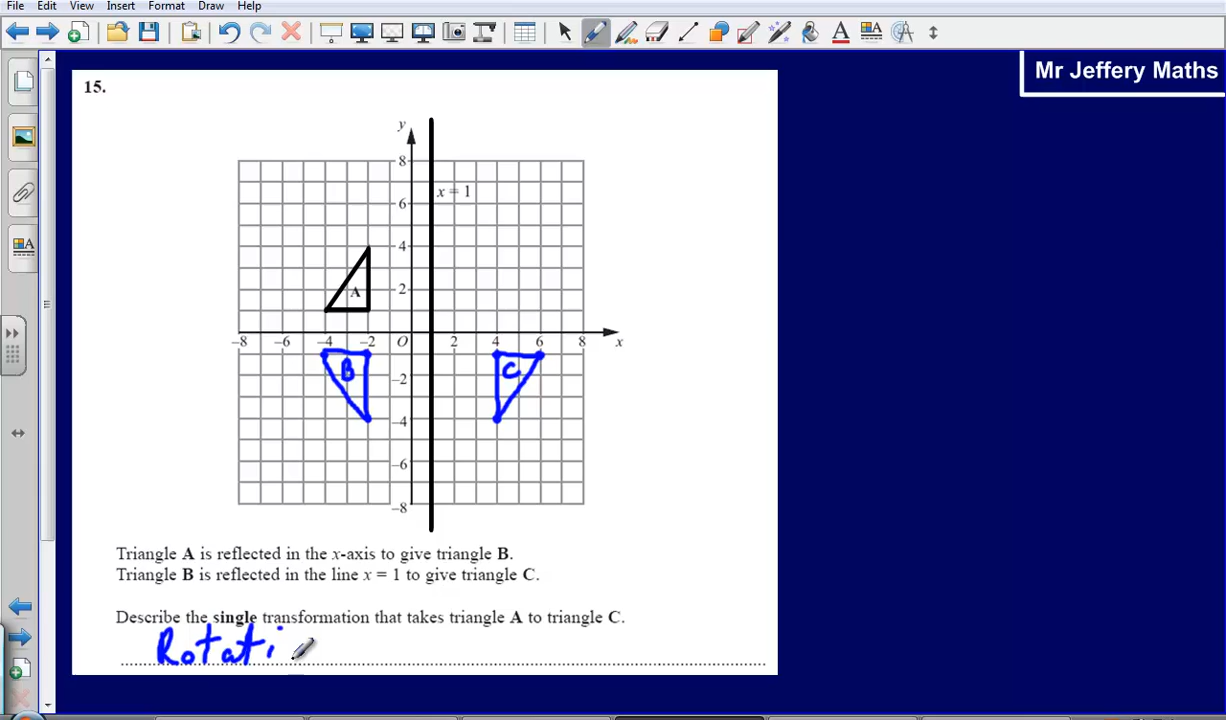 File Edit View Insert Format Draw Help
Mr Jeffery Maths
15.
y
8
x = 1
6
4
A
2
–8 –6 –4 –2 O 2 4 6 8 x
B C
–2
–4
–6
–8
Triangle A is reflected in the x-axis to give triangle B.
Triangle B is reflected in the line x = 1 to give triangle C.
Describe the single transformation that takes triangle A to triangle C.
Rotati